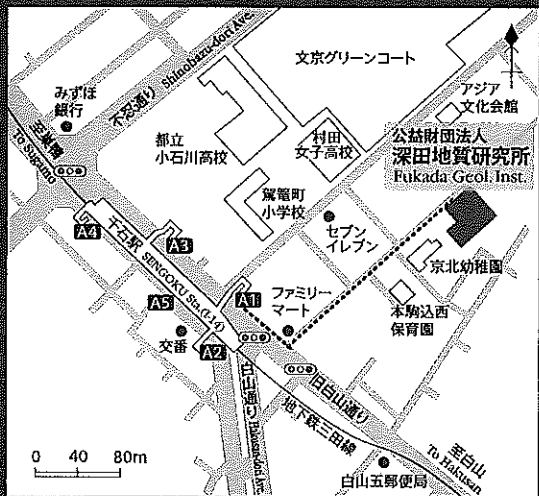 文京グリーンコート
みずほ
銀行
不忍通り Shinobazu-dori Ave.
アジア
文化会館
都立
小石川高校
村田
女子高校
公益財団法人
深田地質研究所
Fukada Geol. Inst.
至巣鴨
To Sugamo
駕籠町
小学校
セブン
イレブン
京北幼稚園
A4
A3
千石駅
SENGOKU Sta.(I-14)
A1
ファミリー
マート
本駒込西
保育園
A5
交番
A2
白山通り Hakusan-dori Ave.
旧白山通り
地下鉄三田線
至白山
To Hakusan
白山五郵便局
0 40 80m